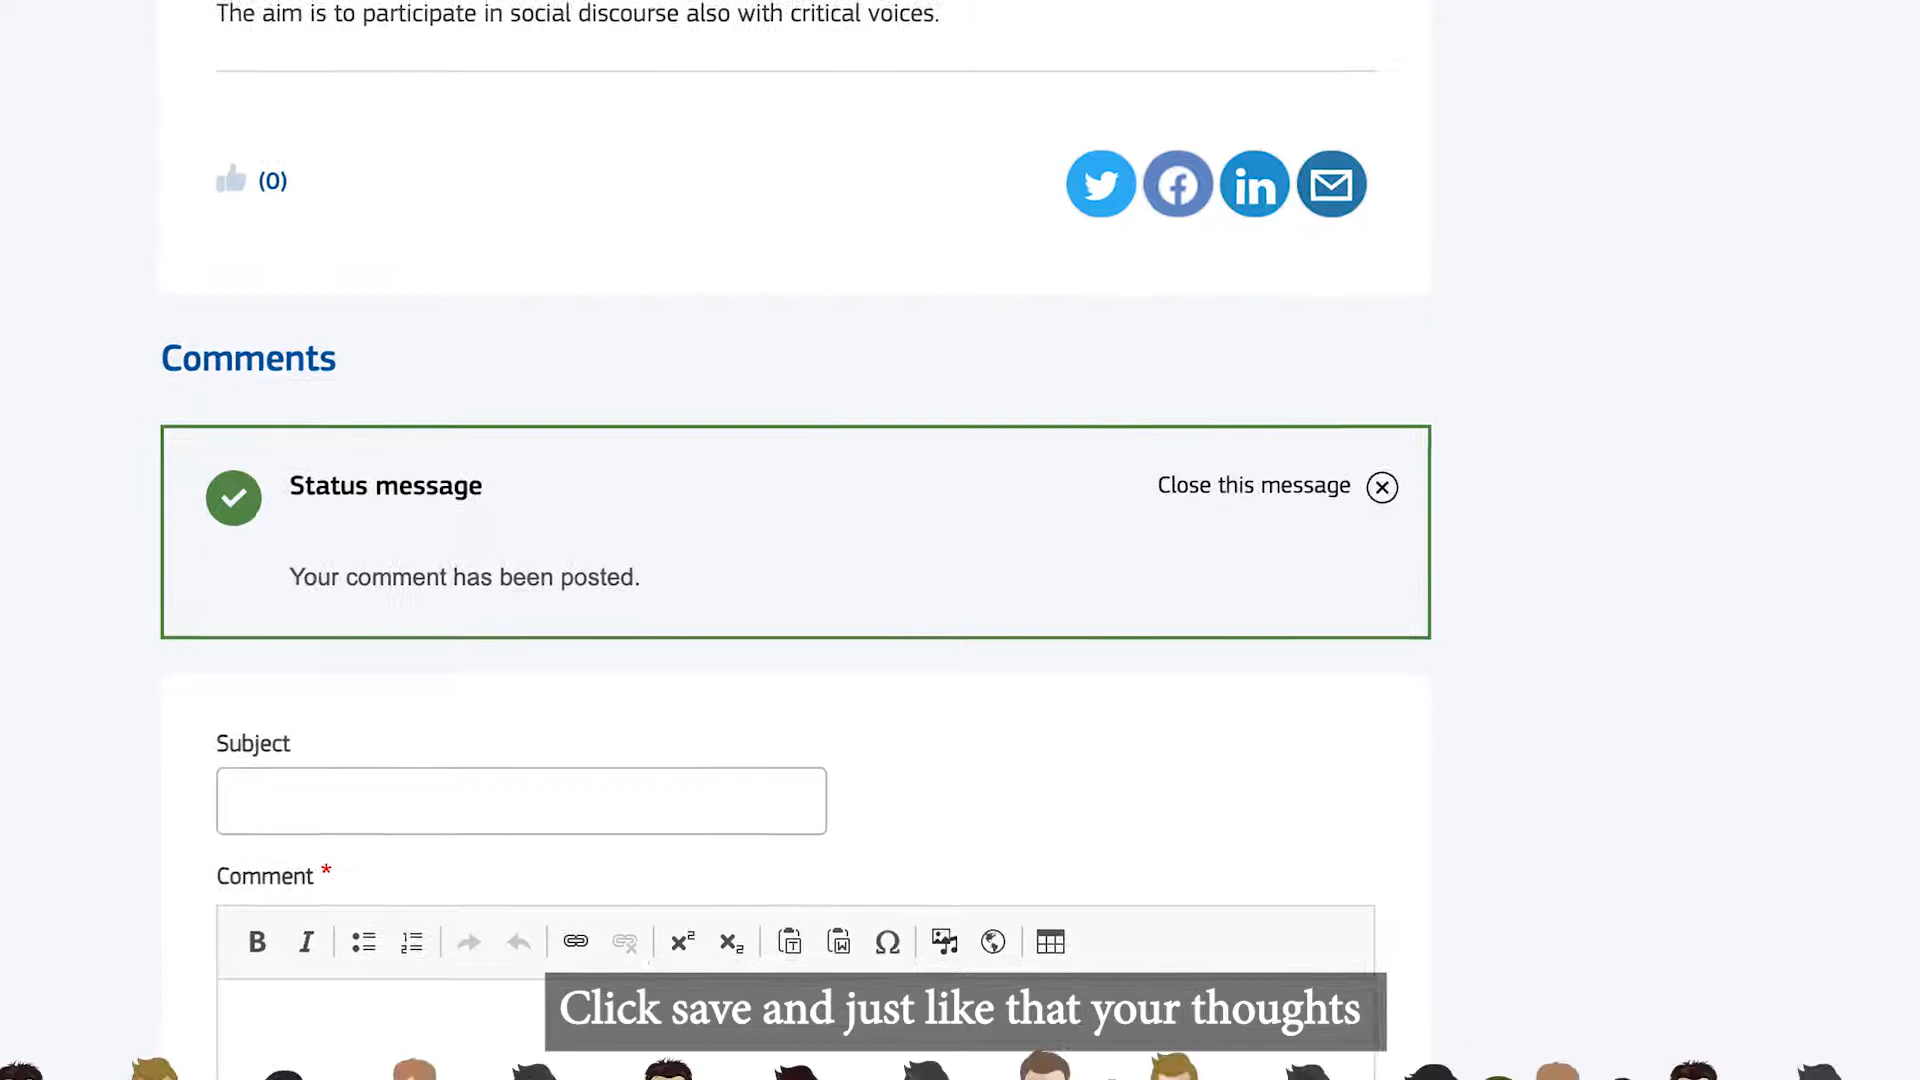 The aim is to participate in social discourse also with critical voices.
(0)
Comments
Status message
Close this message
Your comment has been posted.
Subject
Comment *
Click save and just like that your thoughts